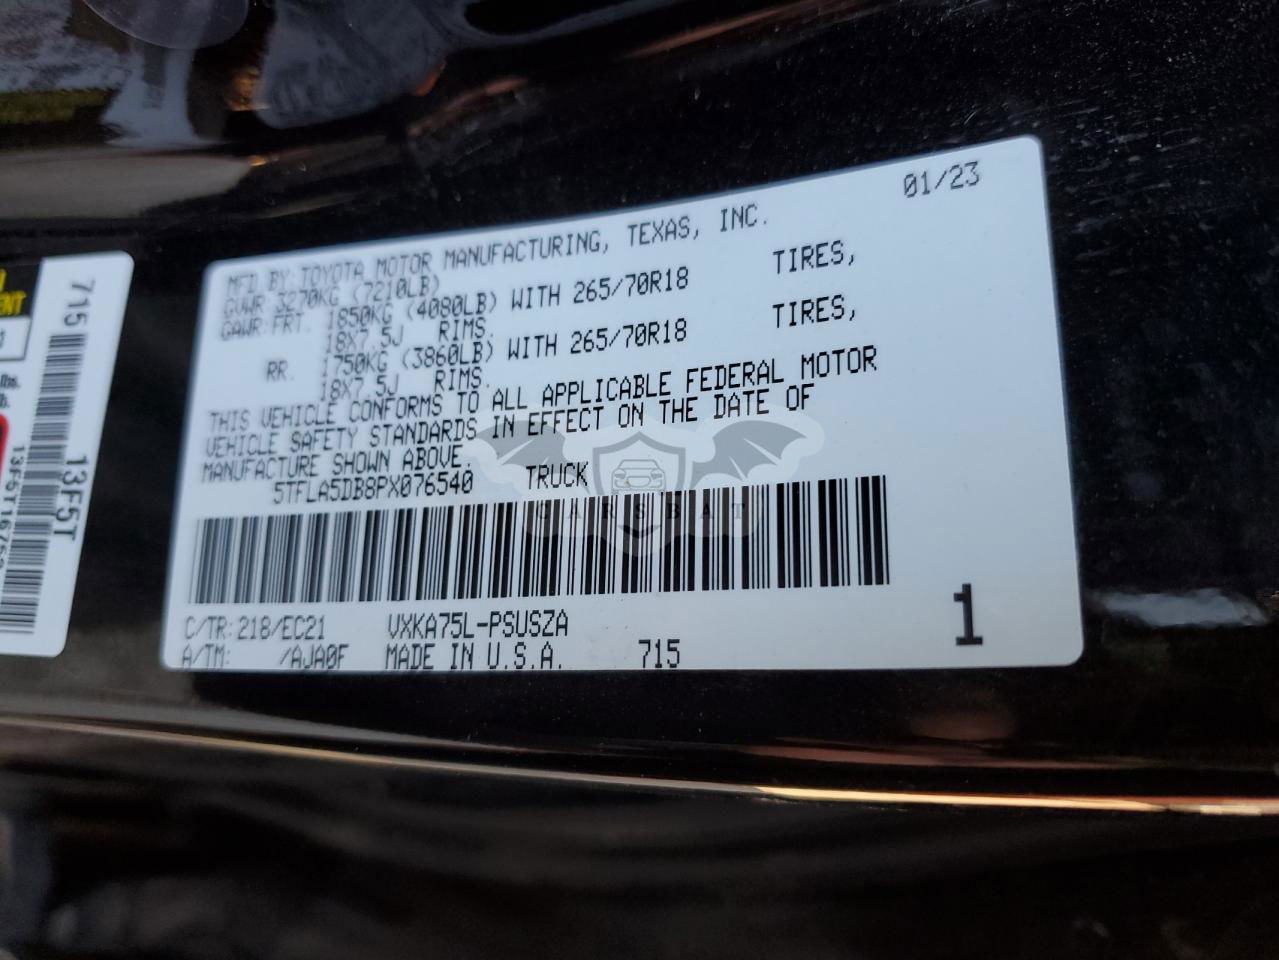 01/23
MFD.BY:TOYOTA MOTOR MANUFACTURING, TEXAS, INC.
GVWR 3270KG (7210LB)
GAWR:FRT. 1850KG (4080LB) WITH 265/70R18 TIRES,
18X7.5J RIMS.
RR. 1750KG (3860LB) WITH 265/70R18 TIRES,
18X7.5J RIMS.
THIS VEHICLE CONFORMS TO ALL APPLICABLE FEDERAL MOTOR
VEHICLE SAFETY STANDARDS IN EFFECT ON THE DATE OF
MANUFACTURE SHOWN ABOVE.
5TFLA5DB8PX076540 TRUCK
CARSBAT
C/TR:218/EC21 VXKA75L-PSUSZA
A/TM: /AJA0F MADE IN U.S.A. 715
1
715
13F5T
lbs.
lb.